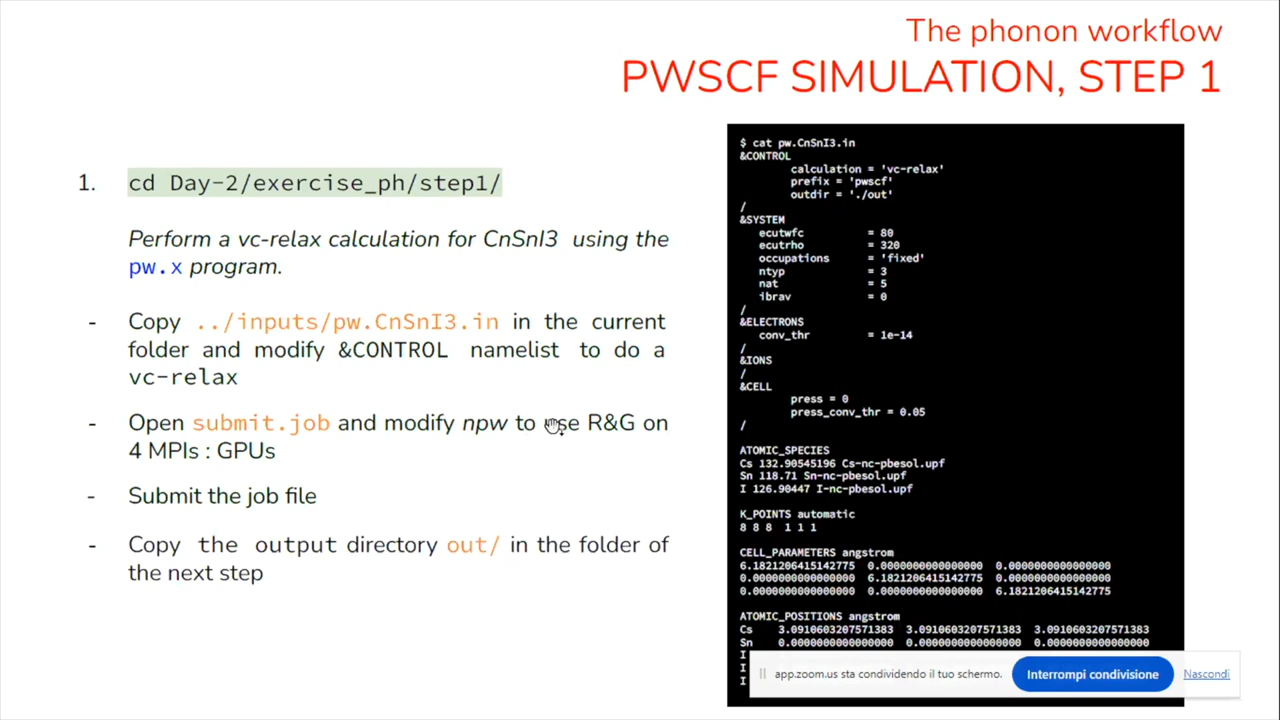 The phonon workflow
PWSCF SIMULATION, STEP 1
1. cd Day-2/exercise_ph/step1/
Perform a vc-relax calculation for CnSnI3 using the
pw.x program.
- Copy ../inputs/pw.CnSnI3.in in the current
folder and modify &CONTROL namelist to do a
vc-relax
- Open submit.job and modify npw to use R&G on
4 MPIs : GPUs
- Submit the job file
- Copy the output directory out/ in the folder of
the next step
$ cat pw.CnSnI3.in
&CONTROL
calculation = 'vc-relax'
prefix = 'pwscf'
outdir = './out'
/
&SYSTEM
ecutwfc = 80
ecutrho = 320
occupations = 'fixed'
ntyp = 3
nat = 5
ibrav = 0
/
&ELECTRONS
conv_thr = 1e-14
/
&IONS
/
&CELL
press = 0
press_conv_thr = 0.05
/
ATOMIC_SPECIES
Cs 132.90545196 Cs-nc-pbesol.upf
Sn 118.71 Sn-nc-pbesol.upf
I 126.90447 I-nc-pbesol.upf
K_POINTS automatic
8 8 8 1 1 1
CELL_PARAMETERS angstrom
6.1821206415142775 0.0000000000000000 0.0000000000000000
0.0000000000000000 6.1821206415142775 0.0000000000000000
0.0000000000000000 0.0000000000000000 6.1821206415142775
ATOMIC_POSITIONS angstrom
Cs 3.0910603207571383 3.0910603207571383 3.0910603207571383
Sn 0.0000000000000000 0.0000000000000000 0.0000000000000000
I
I
I
app.zoom.us sta condividendo il tuo schermo.
Interrompi condivisione
Nascondi